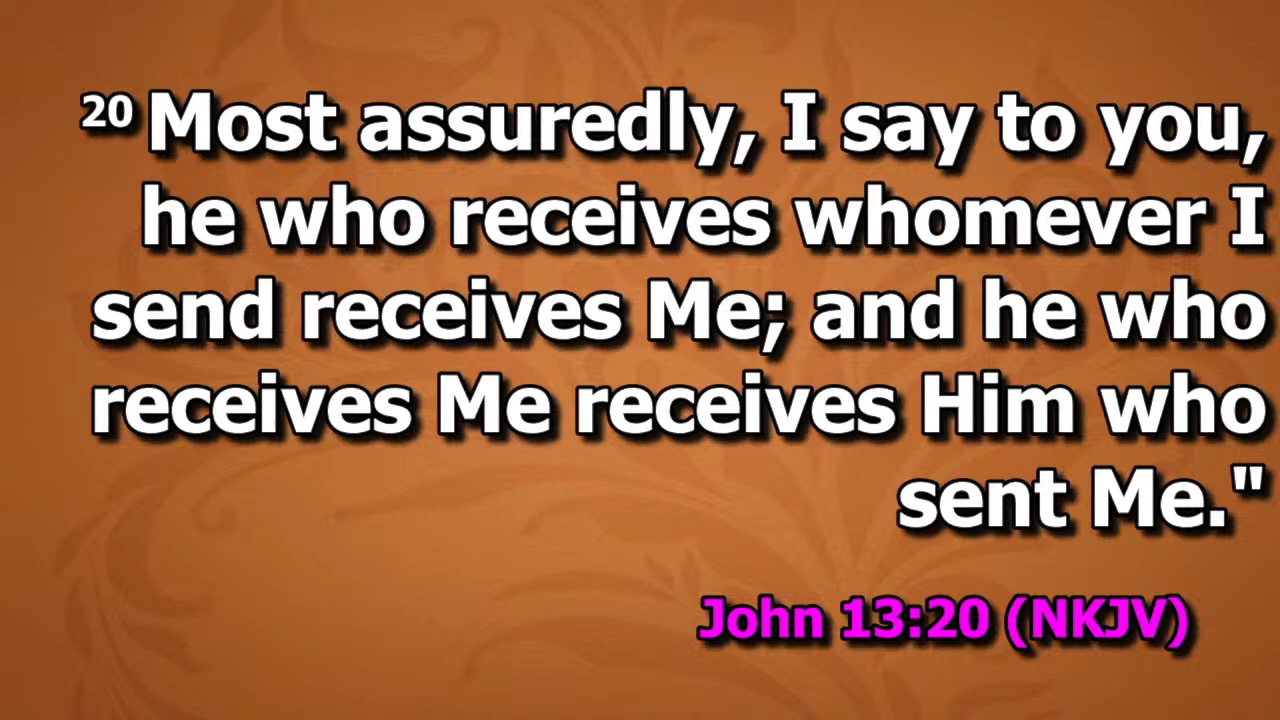 20 Most assuredly, I say to you,
he who receives whomever I
send receives Me; and he who
receives Me receives Him who
sent Me."
John 13:20 (NKJV)